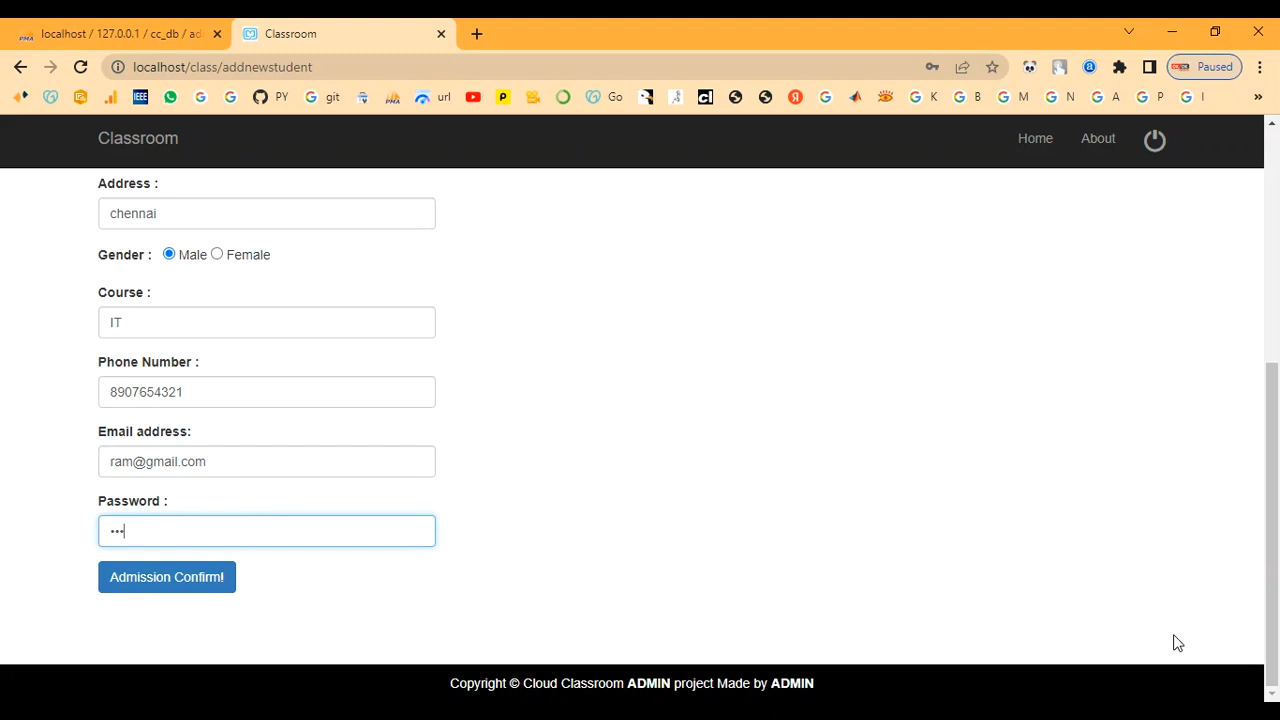 localhost / 127.0.0.1 / cc_db / ad
Classroom
localhost/class/addnewstudent
Paused
IEEE
PY
git
url
Go
K
B
M
N
A
P
I
Classroom
Home
About
Address :
chennai
Gender :
Male
Female
Course :
IT
Phone Number :
8907654321
Email address:
ram@gmail.com
Password :
•••
Admission Confirm!
Copyright © Cloud Classroom ADMIN project Made by ADMIN